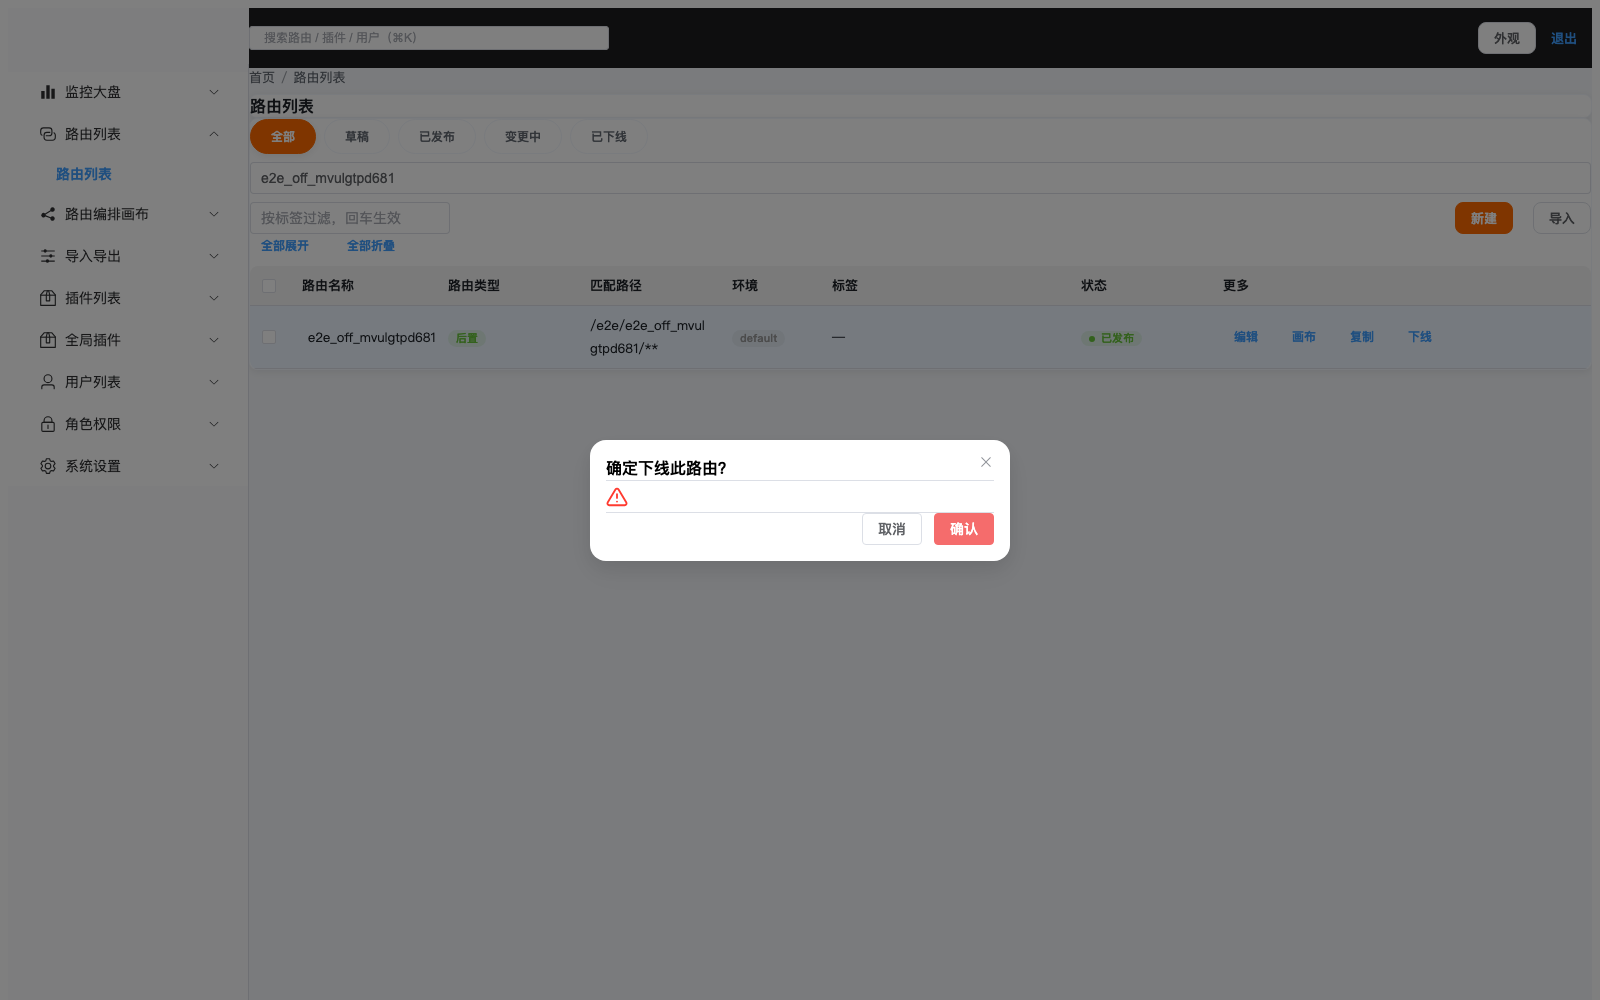 搜索路由 / 插件 / 用户（⌘K）
外观
退出
监控大盘
路由列表
路由列表
路由编排画布
导入导出
插件列表
全局插件
用户列表
角色权限
系统设置
首页 / 路由列表
路由列表
全部 草稿 已发布 变更中 已下线
e2e_off_mvulgtpd681
按标签过滤，回车生效
新建 导入
全部展开 全部折叠
路由名称 路由类型 匹配路径 环境 标签 状态 更多
e2e_off_mvulgtpd681 后置 /e2e/e2e_off_mvul
gtpd681/** default — 已发布 编辑 画布 复制 下线
确定下线此路由?
取消 确认